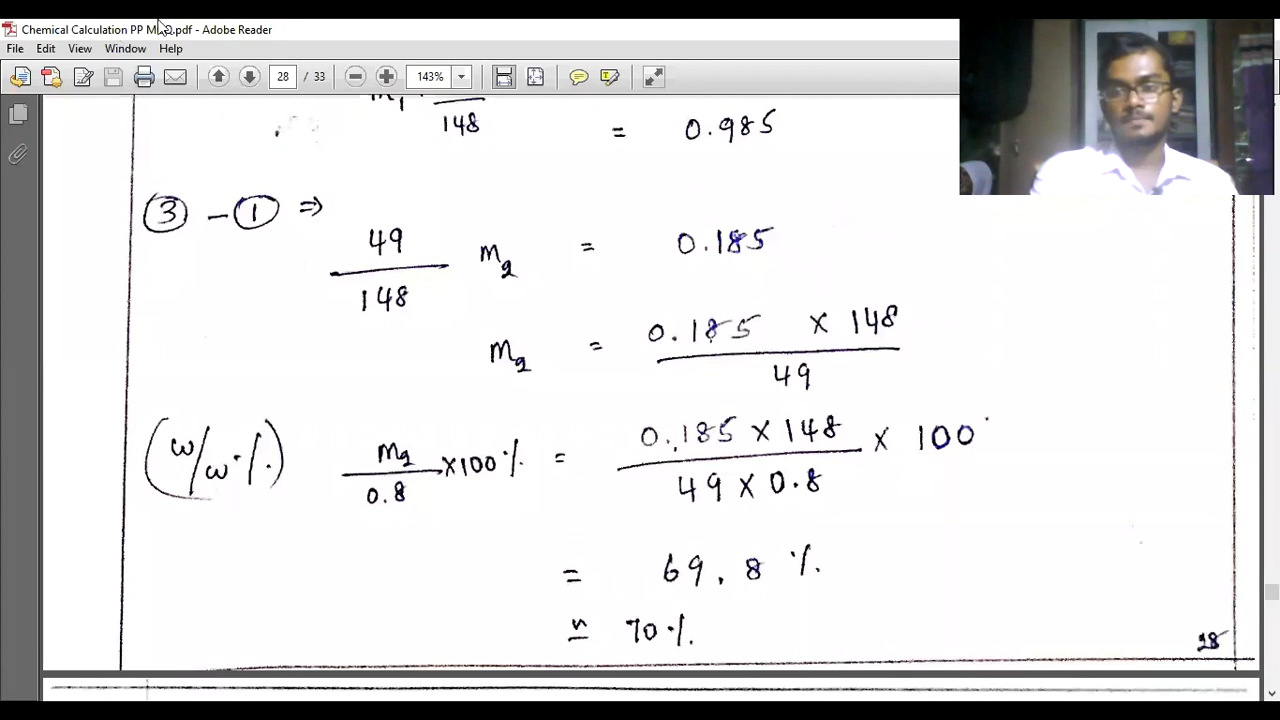 Chemical Calculation PP MCQ.pdf - Adobe Reader
File Edit View Window Help
28 / 33 143%
148 = 0.985
③ - ① ⇒
49/148 m₂ = 0.185
m₂ = 0.185 × 148 / 49
(w/w %) m₂/0.8 × 100% = 0.185 × 148 / 49 × 0.8 × 100
= 69.8 %
≃ 70 %
28